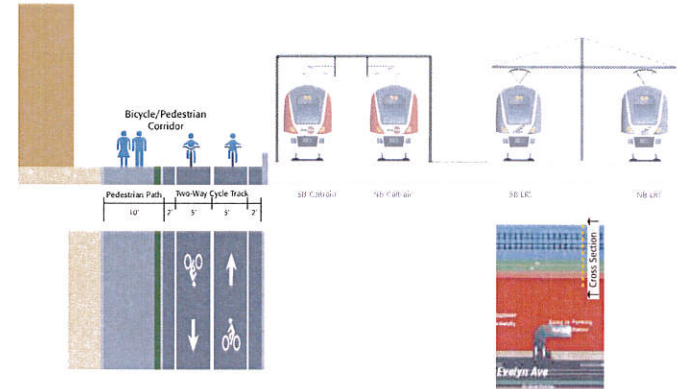 Bicycle/Pedestrian
Corridor
SB Caltrain
NB Caltrain
SB LRT
NB LRT
Pedestrian Path
Two-Way Cycle Track
10'
2'
5'
5'
2'
Cross Section
Evelyn Ave